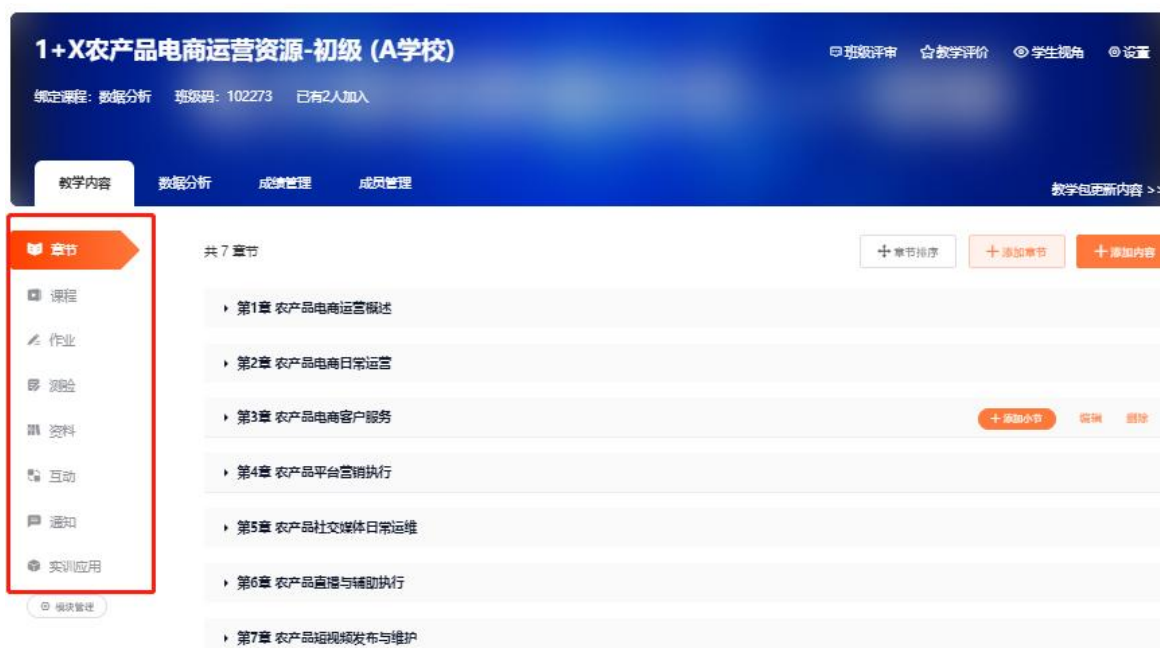 1+X农产品电商运营资源-初级 (A学校)
班级评审 教学评价 学生视角 设置
绑定课程：数据分析 班级码：102273 已有2人加入
教学内容 数据分析 成绩管理 成员管理
教学包更新内容 >>
章节
共 7 章节
章节排序 添加章节 添加内容
第1章 农产品电商运营概述
课程
作业
第2章 农产品电商日常运营
测验
第3章 农产品电商客户服务
添加小节 编辑 删除
资料
互动
第4章 农产品平台营销执行
通知
第5章 农产品社交媒体日常运维
实训应用
第6章 农产品直播与辅助执行
模块管理
第7章 农产品短视频发布与维护